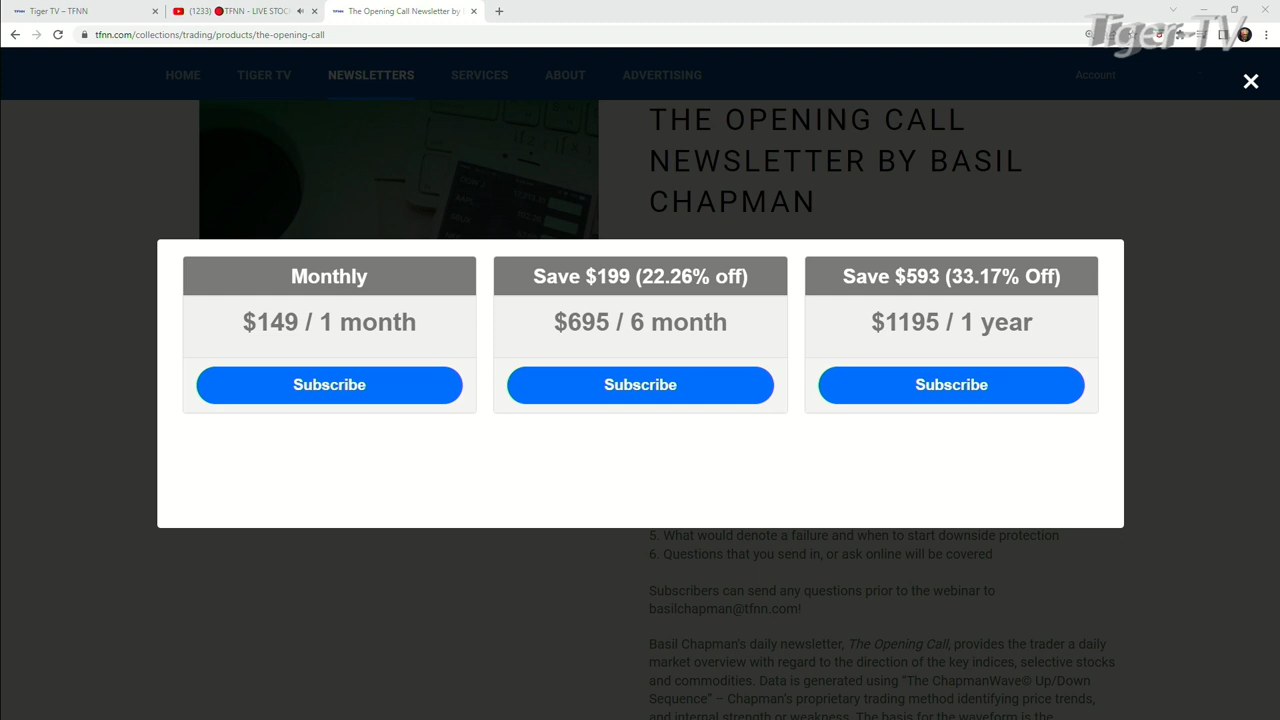 Tiger TV – TFNN
(1233) 🔴TFNN - LIVE STOC
The Opening Call Newsletter by
tfnn.com/collections/trading/products/the-opening-call
Tiger TV
HOME
TIGER TV
NEWSLETTERS
SERVICES
ABOUT
ADVERTISING
Account
THE OPENING CALL
NEWSLETTER BY BASIL
CHAPMAN
Monthly
$149 / 1 month
Subscribe
Save $199 (22.26% off)
$695 / 6 month
Subscribe
Save $593 (33.17% Off)
$1195 / 1 year
Subscribe
5. What would denote a failure and when to start downside protection
6. Questions that you send in, or ask online will be covered
Subscribers can send any questions prior to the webinar to
basilchapman@tfnn.com!
Basil Chapman's daily newsletter, The Opening Call, provides the trader a daily
market overview with regard to the direction of the key indices, selective stocks
and commodities. Data is generated using "The ChapmanWave© Up/Down
Sequence" – Chapman's proprietary trading method identifying price trends,
and internal strength or weakness. The basis for the waveform is the